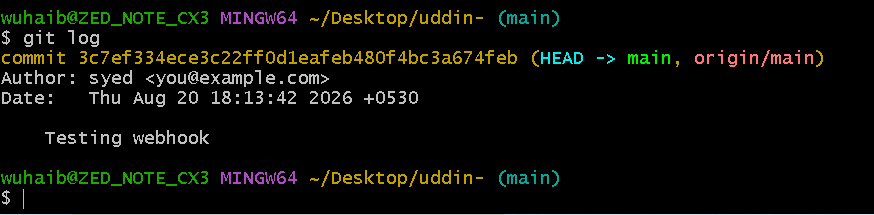 wuhaib@ZED_NOTE_CX3 MINGW64 ~/Desktop/uddin- (main)
$ git log
commit 3c7ef334ece3c22ff0d1eafeb480f4bc3a674feb (HEAD -> main, origin/main)
Author: syed <you@example.com>
Date:   Thu Aug 20 18:13:42 2026 +0530

    Testing webhook

wuhaib@ZED_NOTE_CX3 MINGW64 ~/Desktop/uddin- (main)
$